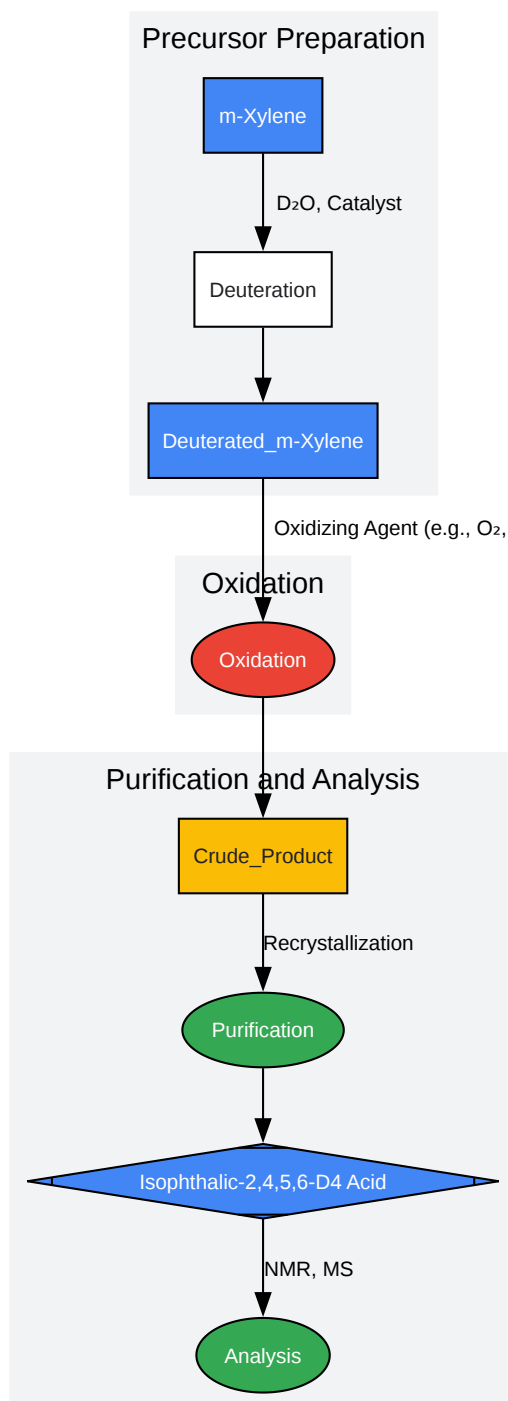 Precursor Preparation
m-Xylene
D₂O, Catalyst
Deuteration
Deuterated_m-Xylene
Oxidizing Agent (e.g., O₂,
Oxidation
Oxidation
Purification and Analysis
Crude_Product
Recrystallization
Purification
Isophthalic-2,4,5,6-D4 Acid
NMR, MS
Analysis